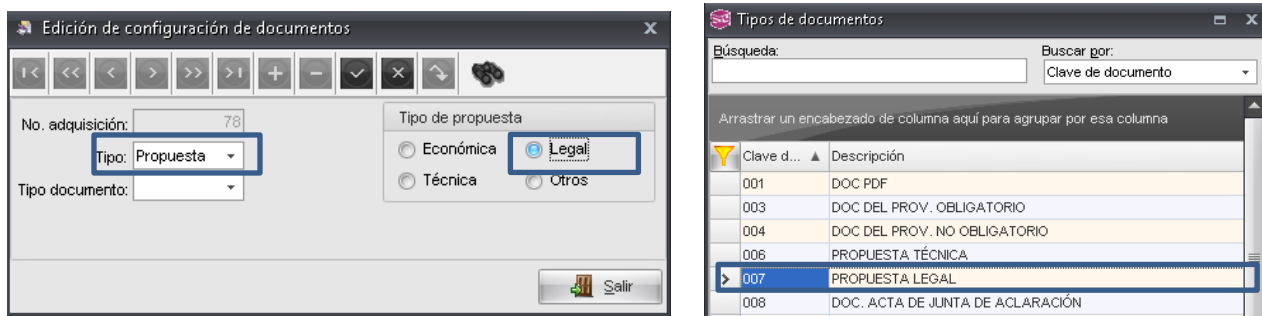 Edición de configuración de documentos
No. adquisición: 78
Tipo: Propuesta
Tipo documento:
Tipo de propuesta
Económica Legal
Técnica Otros
Salir
Tipos de documentos
Búsqueda: Buscar por:
Clave de documento
Arrastrar un encabezado de columna aquí para agrupar por esa columna
Clave d... Descripción
001 DOC PDF
003 DOC DEL PROV. OBLIGATORIO
004 DOC DEL PROV. NO OBLIGATORIO
006 PROPUESTA TÉCNICA
007 PROPUESTA LEGAL
008 DOC. ACTA DE JUNTA DE ACLARACIÓN